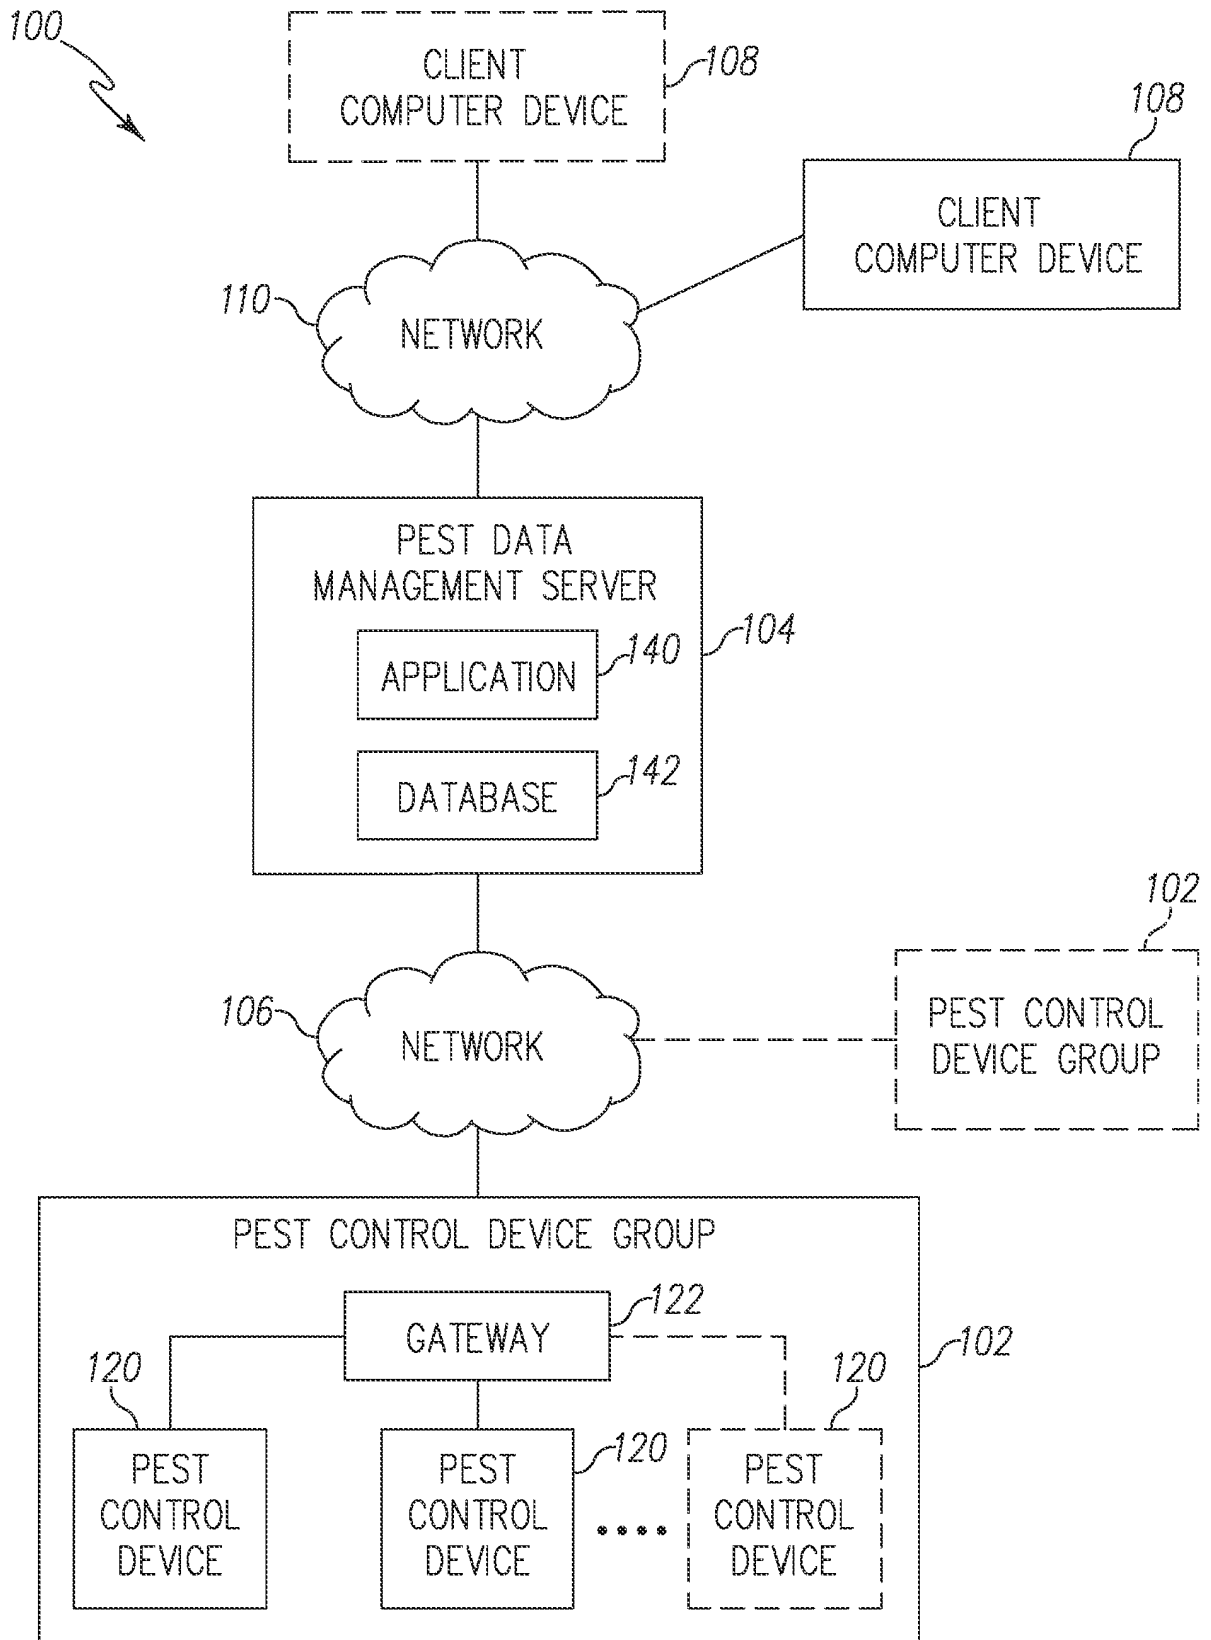 100
CLIENT
COMPUTER DEVICE
108
108
CLIENT
COMPUTER DEVICE
110
NETWORK
PEST DATA
MANAGEMENT SERVER
104
APPLICATION
140
DATABASE
142
102
PEST CONTROL
DEVICE GROUP
106
NETWORK
PEST CONTROL DEVICE GROUP
GATEWAY
122
102
120
PEST
CONTROL
DEVICE
120
PEST
CONTROL
DEVICE
120
PEST
CONTROL
DEVICE